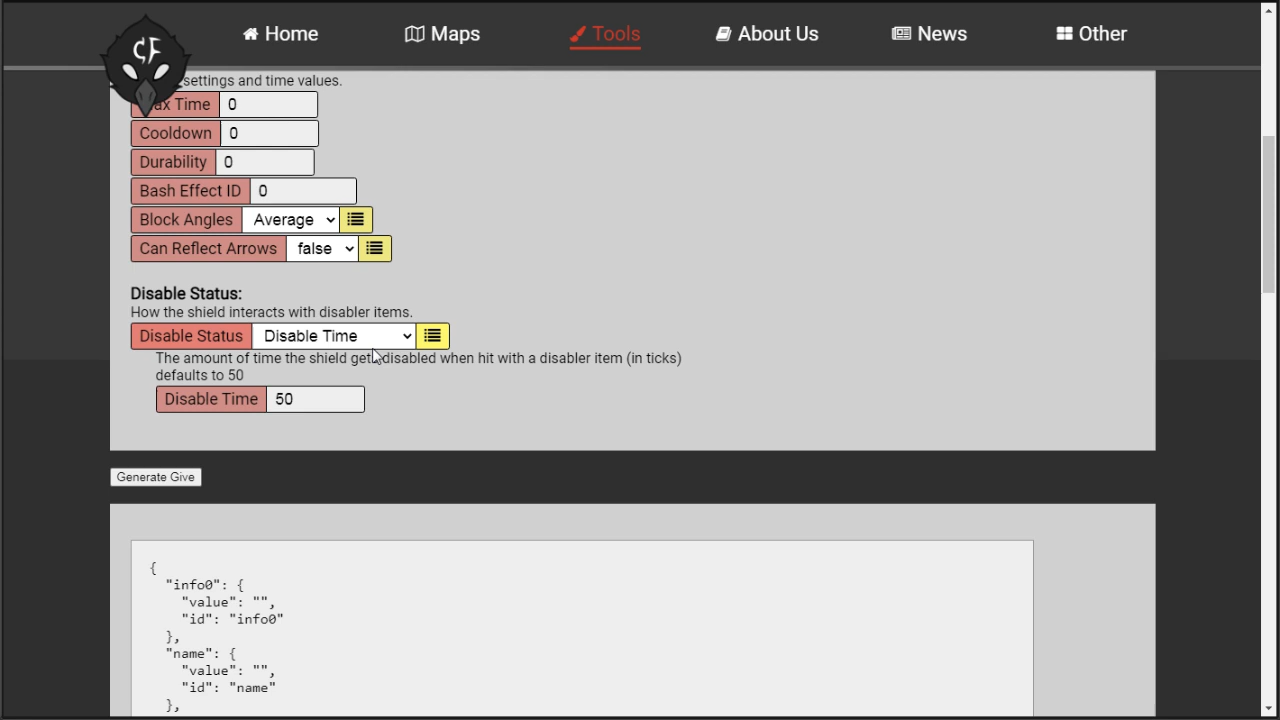 CF
Home
Maps
Tools
About Us
News
Other
settings and time values.
Max Time 0
Cooldown 0
Durability 0
Bash Effect ID 0
Block Angles Average
Can Reflect Arrows false
Disable Status:
How the shield interacts with disabler items.
Disable Status Disable Time
The amount of time the shield gets disabled when hit with a disabler item (in ticks)
defaults to 50
Disable Time 50
Generate Give
{
"info0": {
"value": "",
"id": "info0"
},
"name": {
"value": "",
"id": "name"
},